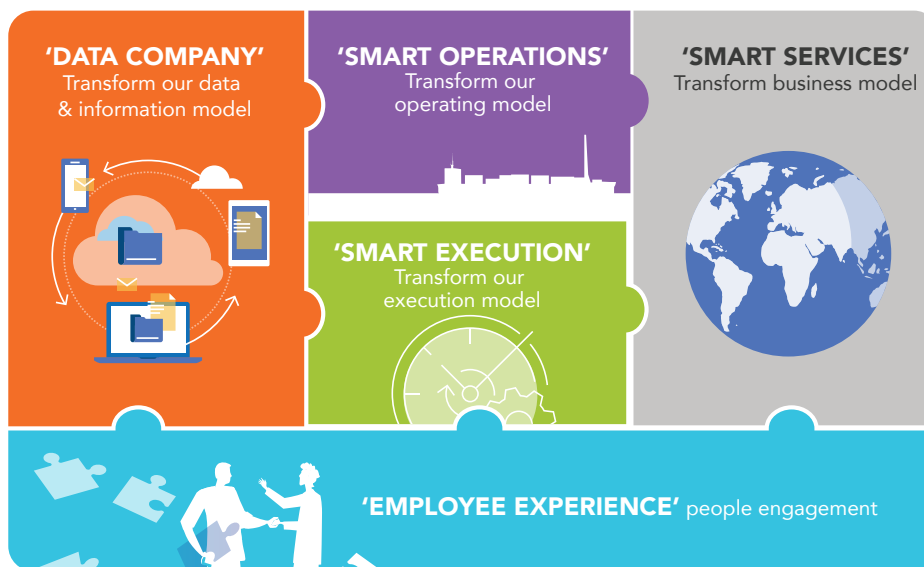 'DATA COMPANY'
Transform our data
& information model
'SMART OPERATIONS'
Transform our
operating model
'SMART SERVICES'
Transform business model
'SMART EXECUTION'
Transform our
execution model
'EMPLOYEE EXPERIENCE' people engagement